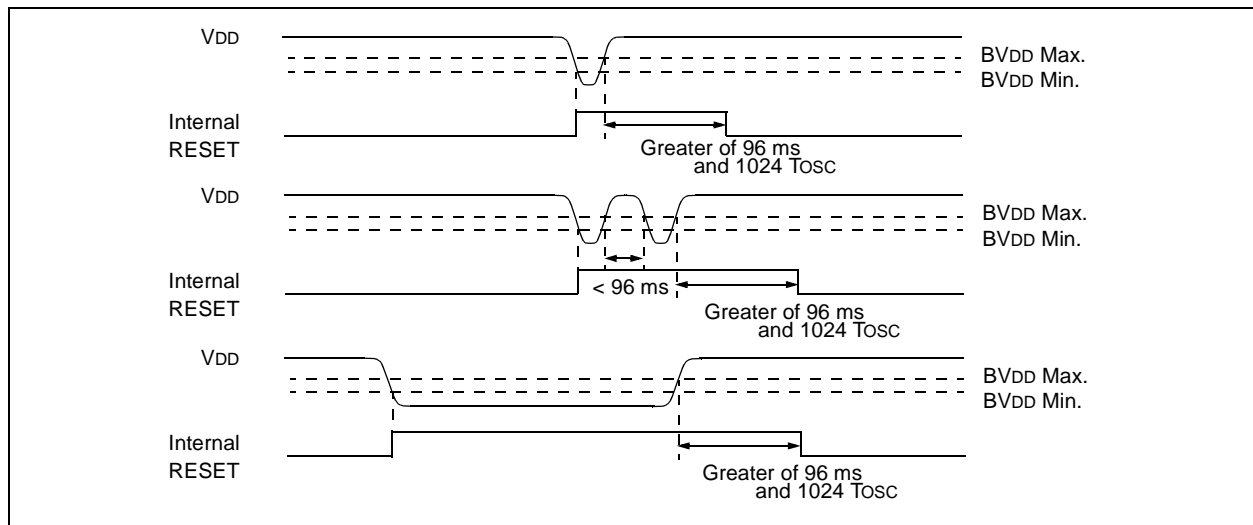 VDD
BVDD Max.
BVDD Min.
Internal
RESET
Greater of 96 ms
and 1024 TOSC
VDD
BVDD Max.
BVDD Min.
Internal
RESET
< 96 ms
Greater of 96 ms
and 1024 TOSC
VDD
BVDD Max.
BVDD Min.
Internal
RESET
Greater of 96 ms
and 1024 TOSC